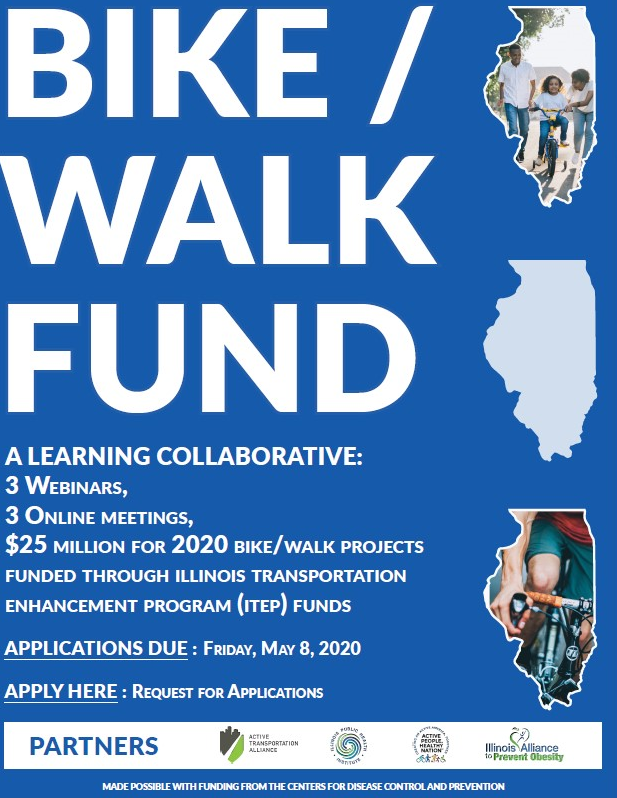 BIKE /
WALK
FUND
A LEARNING COLLABORATIVE:
3 WEBINARS,
3 ONLINE MEETINGS,
$25 MILLION FOR 2020 BIKE/WALK PROJECTS
FUNDED THROUGH ILLINOIS TRANSPORTATION
ENHANCEMENT PROGRAM (ITEP) FUNDS
APPLICATIONS DUE : FRIDAY, MAY 8, 2020
APPLY HERE : REQUEST FOR APPLICATIONS
PARTNERS
ACTIVE
TRANSPORTATION
ALLIANCE
ILLINOIS PUBLIC HEALTH
INSTITUTE
ACTIVE
PEOPLE,
HEALTHY
NATION
Illinois Alliance
to Prevent Obesity
MADE POSSIBLE WITH FUNDING FROM THE CENTERS FOR DISEASE CONTROL AND PREVENTION